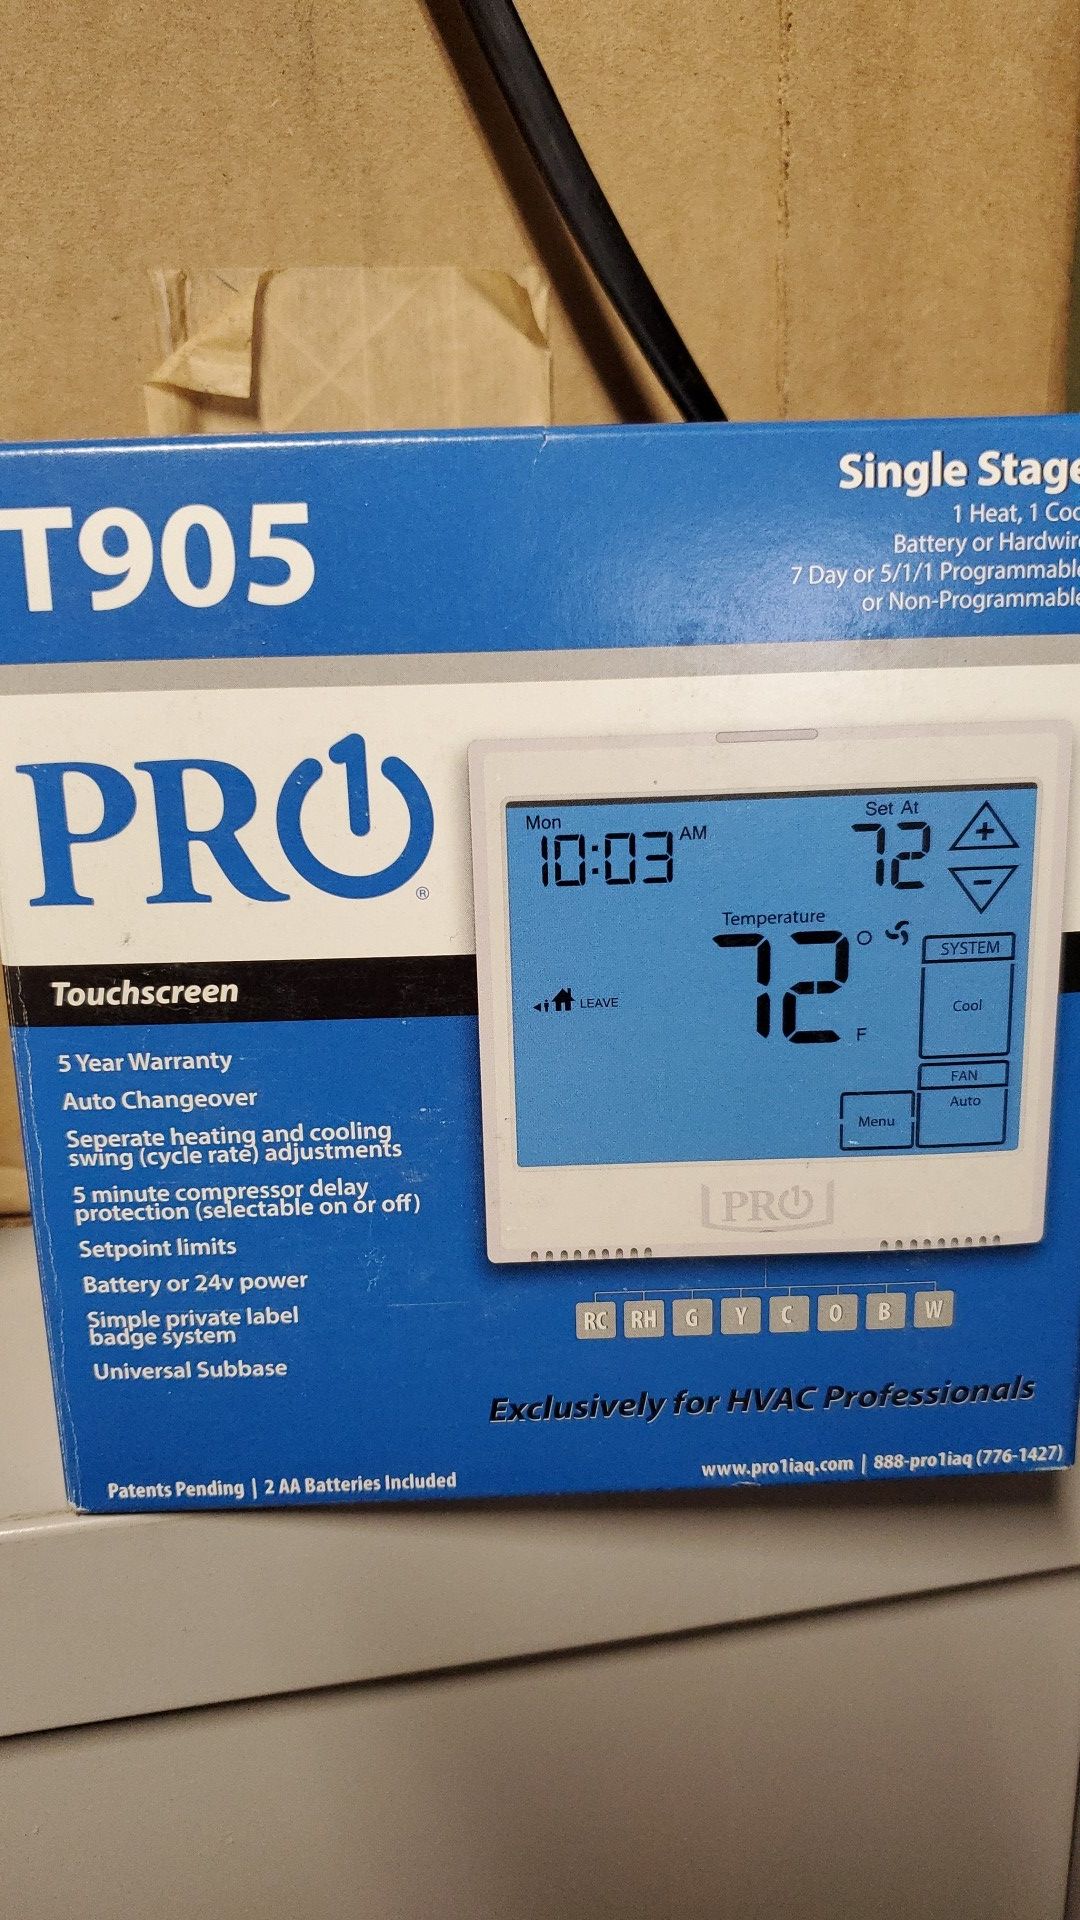 T905
Single Stage
1 Heat, 1 Coo
Battery or Hardwire
7 Day or 5/1/1 Programmable
or Non-Programmable
PRO1®
Touchscreen
5 Year Warranty
Auto Changeover
Seperate heating and cooling
swing (cycle rate) adjustments
5 minute compressor delay
protection (selectable on or off)
Setpoint limits
Battery or 24v power
Simple private label
badge system
Universal Subbase
Mon
10:03 AM
Set At
72
+
-
Temperature
72° F
LEAVE
SYSTEM
Cool
FAN
Auto
Menu
PRO1
RC RH G Y C O B W
Exclusively for HVAC Professionals
Patents Pending | 2 AA Batteries Included
www.pro1iaq.com | 888-pro1iaq (776-1427)